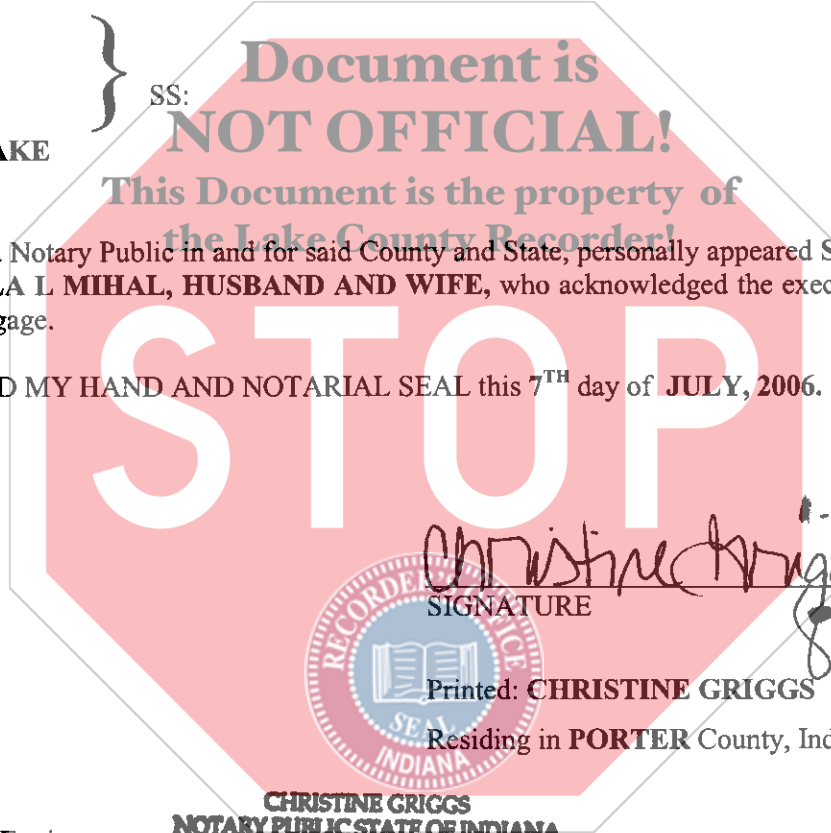 Document is
SS:
NOT OFFICIAL!
AKE
This Document is the property of
the Lake County Recorder!
Notary Public in and for said County and State, personally appeared S
LA L MIHAL, HUSBAND AND WIFE, who acknowledged the exec
gage.
STOP
D MY HAND AND NOTARIAL SEAL this 7TH day of JULY, 2006.
Christine Grigg
SIGNATURE
RECORDER'S OFFICE
SEAL
INDIANA
Printed: CHRISTINE GRIGGS
Residing in PORTER County, Ind
CHRISTINE GRIGGS
NOTARY PUBLIC STATE OF INDIANA